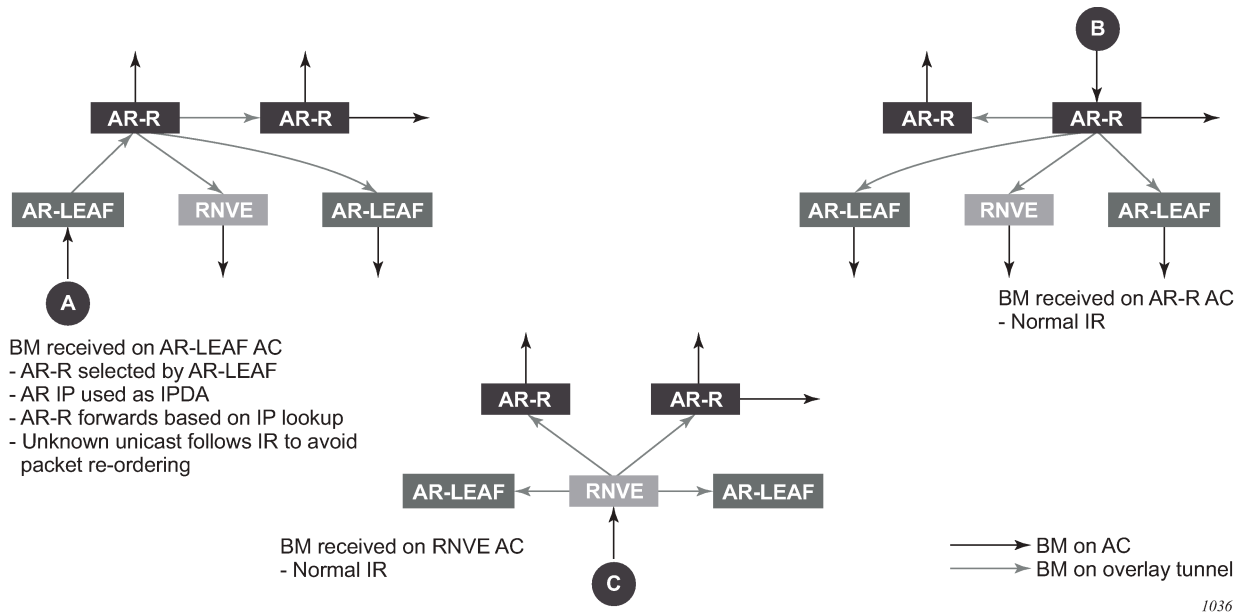 AR-R
AR-R
AR-LEAF
RNVE
AR-LEAF
A
BM received on AR-LEAF AC
- AR-R selected by AR-LEAF
- AR IP used as IPDA
- AR-R forwards based on IP lookup
- Unknown unicast follows IR to avoid
packet re-ordering
B
AR-R
AR-R
AR-LEAF
RNVE
AR-LEAF
BM received on AR-R AC
- Normal IR
AR-R
AR-R
AR-LEAF
RNVE
AR-LEAF
BM received on RNVE AC
- Normal IR
C
BM on AC
BM on overlay tunnel
1036